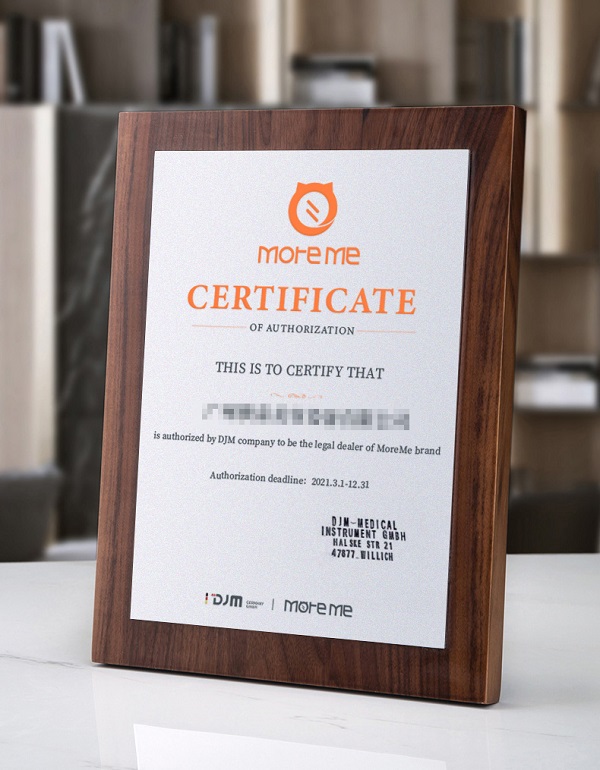 MoreMe
CERTIFICATE
OF AUTHORIZATION
THIS IS TO CERTIFY THAT
is authorized by DJM company to be the legal dealer of MoreMe brand
Authorization deadline: 2021.3.1-12.31
DJM-MEDICAL
INSTRUMENT GMBH
HALSKE STR 21
47877.WILLICH
DJM GERMANY GMBH | MoreMe